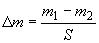 Δm = (m₁ − m₂) / S